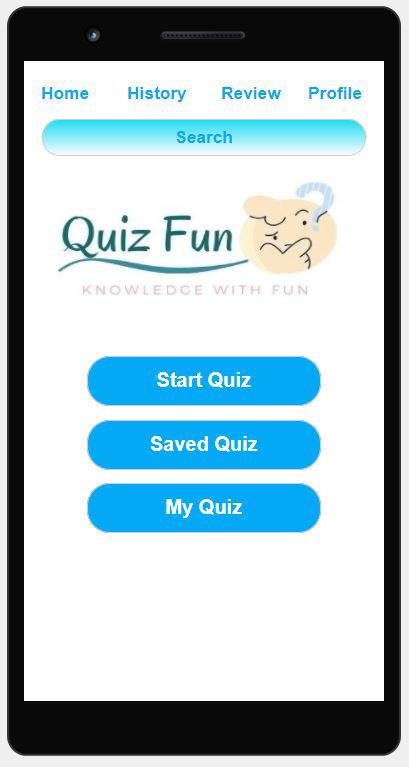 Home History Review Profile
Search
Quiz Fun
?
KNOWLEDGE WITH FUN
Start Quiz
Saved Quiz
My Quiz